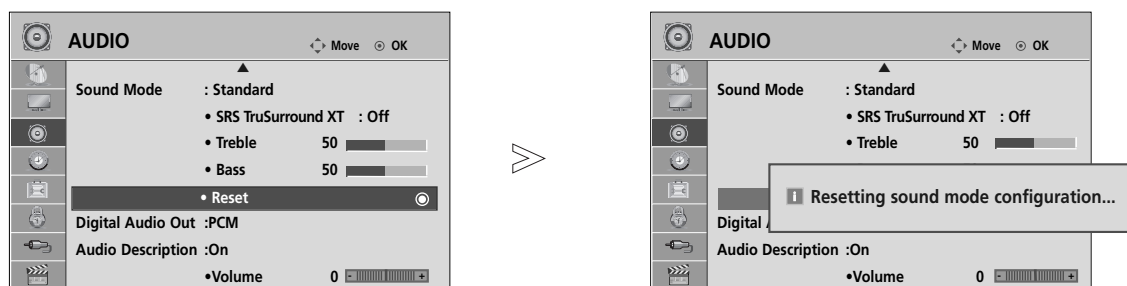 AUDIO
Move OK
Sound Mode : Standard
• SRS TruSurround XT : Off
• Treble 50
• Bass 50
• Reset
Digital Audio Out :PCM
Audio Description :On
•Volume 0 - +
AUDIO
Move OK
Sound Mode : Standard
• SRS TruSurround XT : Off
• Treble 50
i Resetting sound mode configuration...
Digital
Audio Description :On
•Volume 0 - +